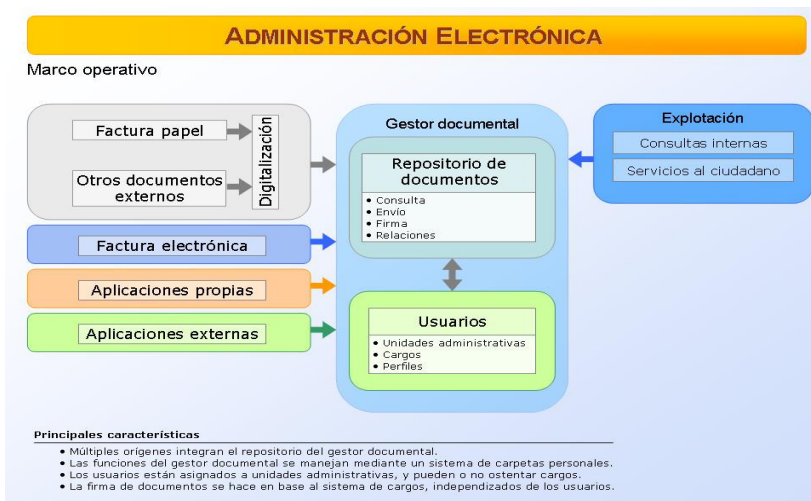 ADMINISTRACIÓN ELECTRÓNICA
Marco operativo
Factura papel
Otros documentos
externos
Digitalización
Factura electrónica
Aplicaciones propias
Aplicaciones externas
Gestor documental
Repositorio de
documentos
• Consulta
• Envío
• Firma
• Relaciones
Usuarios
• Unidades administrativas
• Cargos
• Perfiles
Explotación
Consultas internas
Servicios al ciudadano
Principales características
• Múltiples orígenes integran el repositorio del gestor documental.
• Las funciones del gestor documental se manejan mediante un sistema de carpetas personales.
• Los usuarios están asignados a unidades administrativas, y pueden o no ostentar cargos.
• La firma de documentos se hace en base al sistema de cargos, independizados de los usuarios.